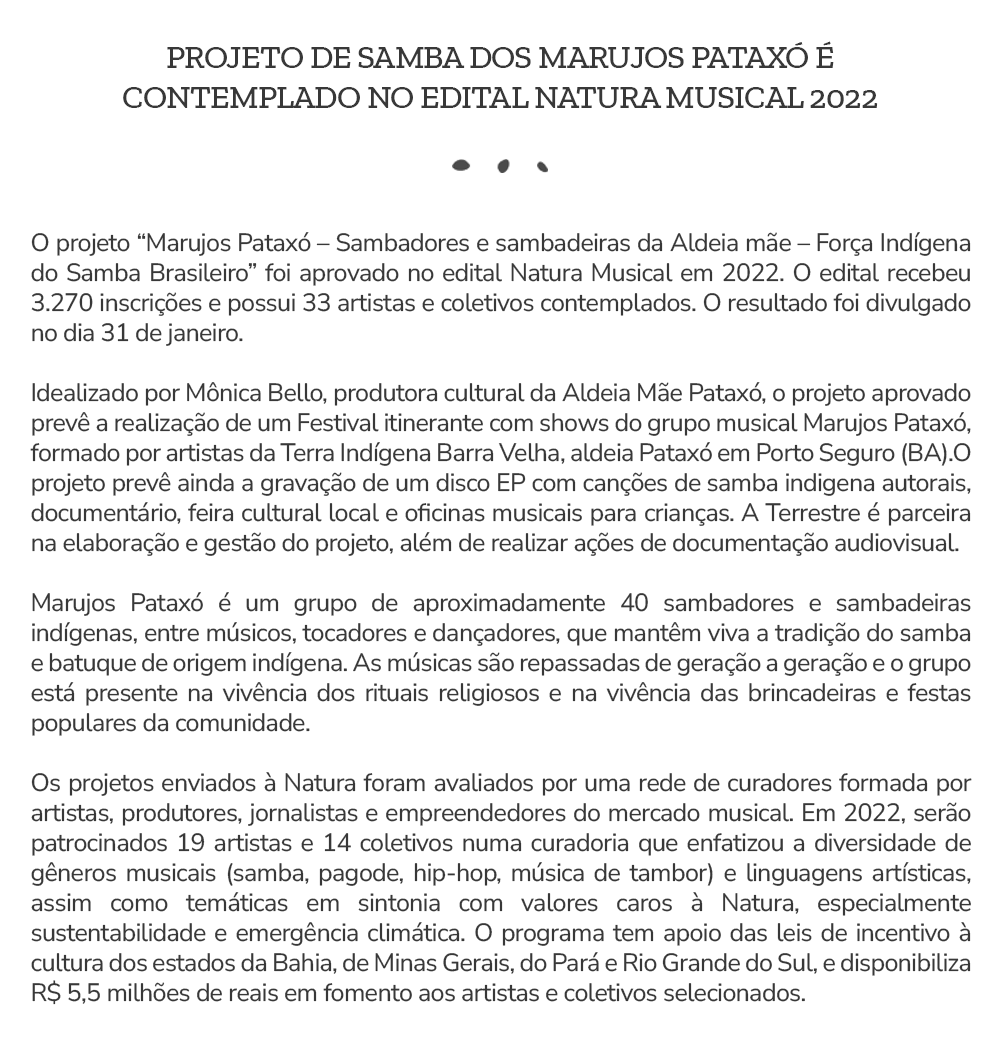 PROJETO DE SAMBA DOS MARUJOS PATAXÓ É
CONTEMPLADO NO EDITAL NATURA MUSICAL 2022
O projeto “Marujos Pataxó – Sambadores e sambadeiras da Aldeia mãe – Força Indígena
do Samba Brasileiro” foi aprovado no edital Natura Musical em 2022. O edital recebeu
3.270 inscrições e possui 33 artistas e coletivos contemplados. O resultado foi divulgado
no dia 31 de janeiro.
Idealizado por Mônica Bello, produtora cultural da Aldeia Mãe Pataxó, o projeto aprovado
prevê a realização de um Festival itinerante com shows do grupo musical Marujos Pataxó,
formado por artistas da Terra Indígena Barra Velha, aldeia Pataxó em Porto Seguro (BA).O
projeto prevê ainda a gravação de um disco EP com canções de samba indigena autorais,
documentário, feira cultural local e oficinas musicais para crianças. A Terrestre é parceira
na elaboração e gestão do projeto, além de realizar ações de documentação audiovisual.
Marujos Pataxó é um grupo de aproximadamente 40 sambadores e sambadeiras
indígenas, entre músicos, tocadores e dançadores, que mantêm viva a tradição do samba
e batuque de origem indígena. As músicas são repassadas de geração a geração e o grupo
está presente na vivência dos rituais religiosos e na vivência das brincadeiras e festas
populares da comunidade.
Os projetos enviados à Natura foram avaliados por uma rede de curadores formada por
artistas, produtores, jornalistas e empreendedores do mercado musical. Em 2022, serão
patrocinados 19 artistas e 14 coletivos numa curadoria que enfatizou a diversidade de
gêneros musicais (samba, pagode, hip-hop, música de tambor) e linguagens artísticas,
assim como temáticas em sintonia com valores caros à Natura, especialmente
sustentabilidade e emergência climática. O programa tem apoio das leis de incentivo à
cultura dos estados da Bahia, de Minas Gerais, do Pará e Rio Grande do Sul, e disponibiliza
R$ 5,5 milhões de reais em fomento aos artistas e coletivos selecionados.